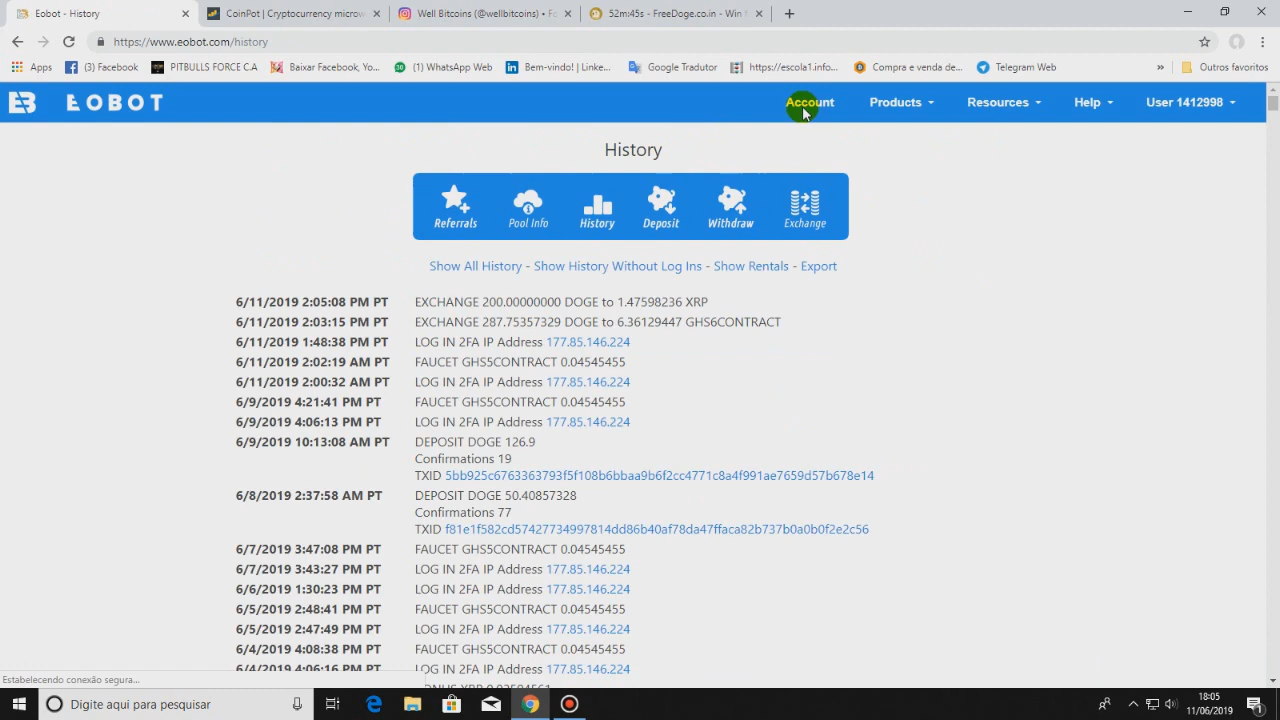 Eobot - History
CoinPot | Cryptocurrency microw
Well Bitcoins (@wellbitcoins) • Fo
52m:45s - FreeDoge.co.in - Win
https://www.eobot.com/history
Apps
(3) Facebook
PITBULLS FORCE C.A
Baixar Facebook, Yo...
(1) WhatsApp Web
Bem-vindo! | Linke...
Google Tradutor
https://escola1.info...
Compra e venda de...
Telegram Web
»
Outros favoritos
EB EOBOT
Account
Products
Resources
Help
User 1412998
History
Referrals
Pool Info
History
Deposit
Withdraw
Exchange
Show All History - Show History Without Log Ins - Show Rentals - Export
6/11/2019 2:05:08 PM PT EXCHANGE 200.00000000 DOGE to 1.47598236 XRP
6/11/2019 2:03:15 PM PT EXCHANGE 287.75357329 DOGE to 6.36129447 GHS6CONTRACT
6/11/2019 1:48:38 PM PT LOG IN 2FA IP Address 177.85.146.224
6/11/2019 2:02:19 AM PT FAUCET GHS5CONTRACT 0.04545455
6/11/2019 2:00:32 AM PT LOG IN 2FA IP Address 177.85.146.224
6/9/2019 4:21:41 PM PT FAUCET GHS5CONTRACT 0.04545455
6/9/2019 4:06:13 PM PT LOG IN 2FA IP Address 177.85.146.224
6/9/2019 10:13:08 AM PT DEPOSIT DOGE 126.9
Confirmations 19
TXID 5bb925c6763363793f5f108b6bbaa9b6f2cc4771c8a4f991ae7659d57b678e14
6/8/2019 2:37:58 AM PT DEPOSIT DOGE 50.40857328
Confirmations 77
TXID f81e1f582cd57427734997814dd86b40af78da47ffaca82b737b0a0b0f2e2c56
6/7/2019 3:47:08 PM PT FAUCET GHS5CONTRACT 0.04545455
6/7/2019 3:43:27 PM PT LOG IN 2FA IP Address 177.85.146.224
6/6/2019 1:30:23 PM PT LOG IN 2FA IP Address 177.85.146.224
6/5/2019 2:48:41 PM PT FAUCET GHS5CONTRACT 0.04545455
6/5/2019 2:47:49 PM PT LOG IN 2FA IP Address 177.85.146.224
6/4/2019 4:08:38 PM PT FAUCET GHS5CONTRACT 0.04545455
6/4/2019 4:06:16 PM PT LOG IN 2FA IP Address 177.85.146.224
Estabelecendo conexão segura...
Digite aqui para pesquisar
18:05
11/06/2019